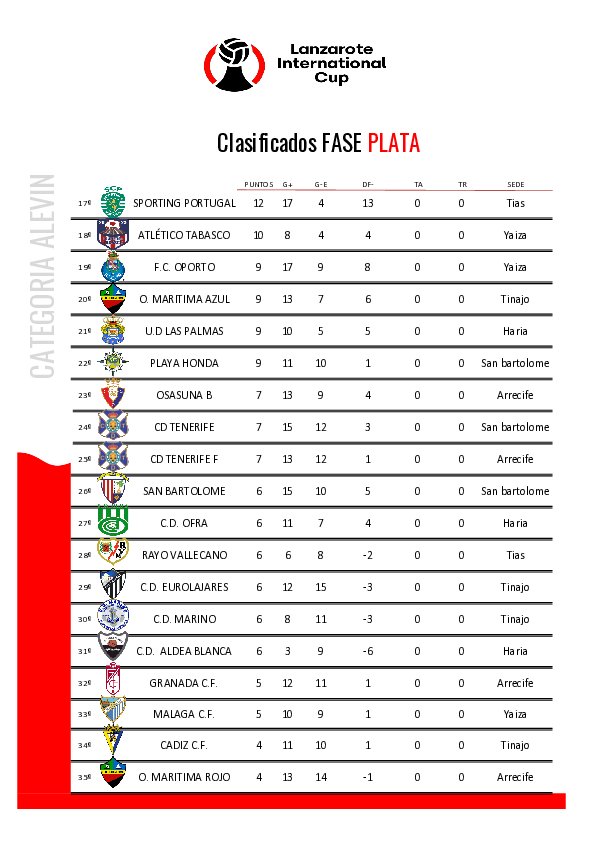 Lanzarote
International
Cup
Clasificados FASE PLATA
CATEGORIA ALEVIN
PUNTOS G+ G-E DF- TA TR SEDE
17º SPORTING PORTUGAL 12 17 4 13 0 0 Tias
18º ATLÉTICO TABASCO 10 8 4 4 0 0 Yaiza
19º F.C. OPORTO 9 17 9 8 0 0 Yaiza
20º O. MARITIMA AZUL 9 13 7 6 0 0 Tinajo
21º U.D LAS PALMAS 9 10 5 5 0 0 Haria
22º PLAYA HONDA 9 11 10 1 0 0 San bartolome
23º OSASUNA B 7 13 9 4 0 0 Arrecife
24º CD TENERIFE 7 15 12 3 0 0 San bartolome
25º CD TENERIFE F 7 13 12 1 0 0 Arrecife
26º SAN BARTOLOME 6 15 10 5 0 0 San bartolome
27º C.D. OFRA 6 11 7 4 0 0 Haria
28º RAYO VALLECANO 6 6 8 -2 0 0 Tias
29º C.D. EUROLAJARES 6 12 15 -3 0 0 Tinajo
30º C.D. MARINO 6 8 11 -3 0 0 Tinajo
31º C.D. ALDEA BLANCA 6 3 9 -6 0 0 Haria
32º GRANADA C.F. 5 12 11 1 0 0 Arrecife
33º MALAGA C.F. 5 10 9 1 0 0 Yaiza
34º CADIZ C.F. 4 11 10 1 0 0 Tinajo
35º O. MARITIMA ROJO 4 13 14 -1 0 0 Arrecife